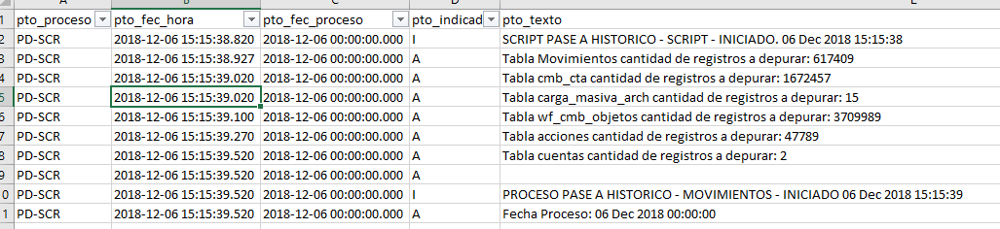 A B C D E
1 pto_proceso pto_fec_hora pto_fec_proceso pto_indicad pto_texto
2 PD-SCR 2018-12-06 15:15:38.820 2018-12-06 00:00:00.000 I SCRIPT PASE A HISTORICO - SCRIPT - INICIADO. 06 Dec 2018 15:15:38
3 PD-SCR 2018-12-06 15:15:38.927 2018-12-06 00:00:00.000 A Tabla Movimientos cantidad de registros a depurar: 617409
4 PD-SCR 2018-12-06 15:15:39.020 2018-12-06 00:00:00.000 A Tabla cmb_cta cantidad de registros a depurar: 1672457
5 PD-SCR 2018-12-06 15:15:39.020 2018-12-06 00:00:00.000 A Tabla carga_masiva_arch cantidad de registros a depurar: 15
6 PD-SCR 2018-12-06 15:15:39.100 2018-12-06 00:00:00.000 A Tabla wf_cmb_objetos cantidad de registros a depurar: 3709989
7 PD-SCR 2018-12-06 15:15:39.270 2018-12-06 00:00:00.000 A Tabla acciones cantidad de registros a depurar: 47789
8 PD-SCR 2018-12-06 15:15:39.520 2018-12-06 00:00:00.000 A Tabla cuentas cantidad de registros a depurar: 2
9 PD-SCR 2018-12-06 15:15:39.520 2018-12-06 00:00:00.000 A
0 PD-SCR 2018-12-06 15:15:39.520 2018-12-06 00:00:00.000 I PROCESO PASE A HISTORICO - MOVIMIENTOS - INICIADO 06 Dec 2018 15:15:39
1 PD-SCR 2018-12-06 15:15:39.520 2018-12-06 00:00:00.000 A Fecha Proceso: 06 Dec 2018 00:00:00